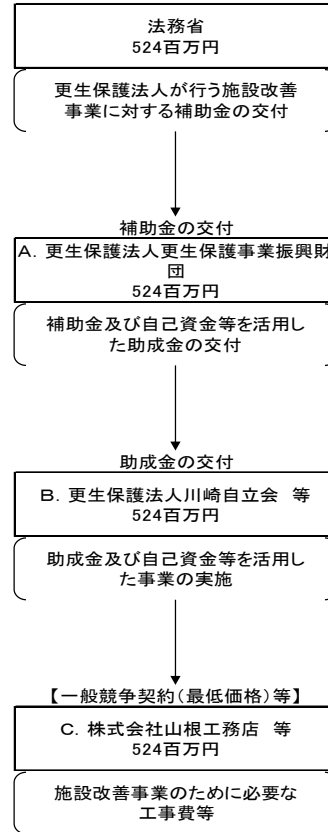 法務省
524百万円
更生保護法人が行う施設改善
事業に対する補助金の交付
補助金の交付
A. 更生保護法人更生保護事業振興財
団
524百万円
補助金及び自己資金等を活用し
た助成金の交付
助成金の交付
B. 更生保護法人川崎自立会 等
524百万円
助成金及び自己資金等を活用し
た事業の実施
【一般競争契約(最低価格)等】
C. 株式会社山根工務店 等
524百万円
施設改善事業のために必要な
工事費等